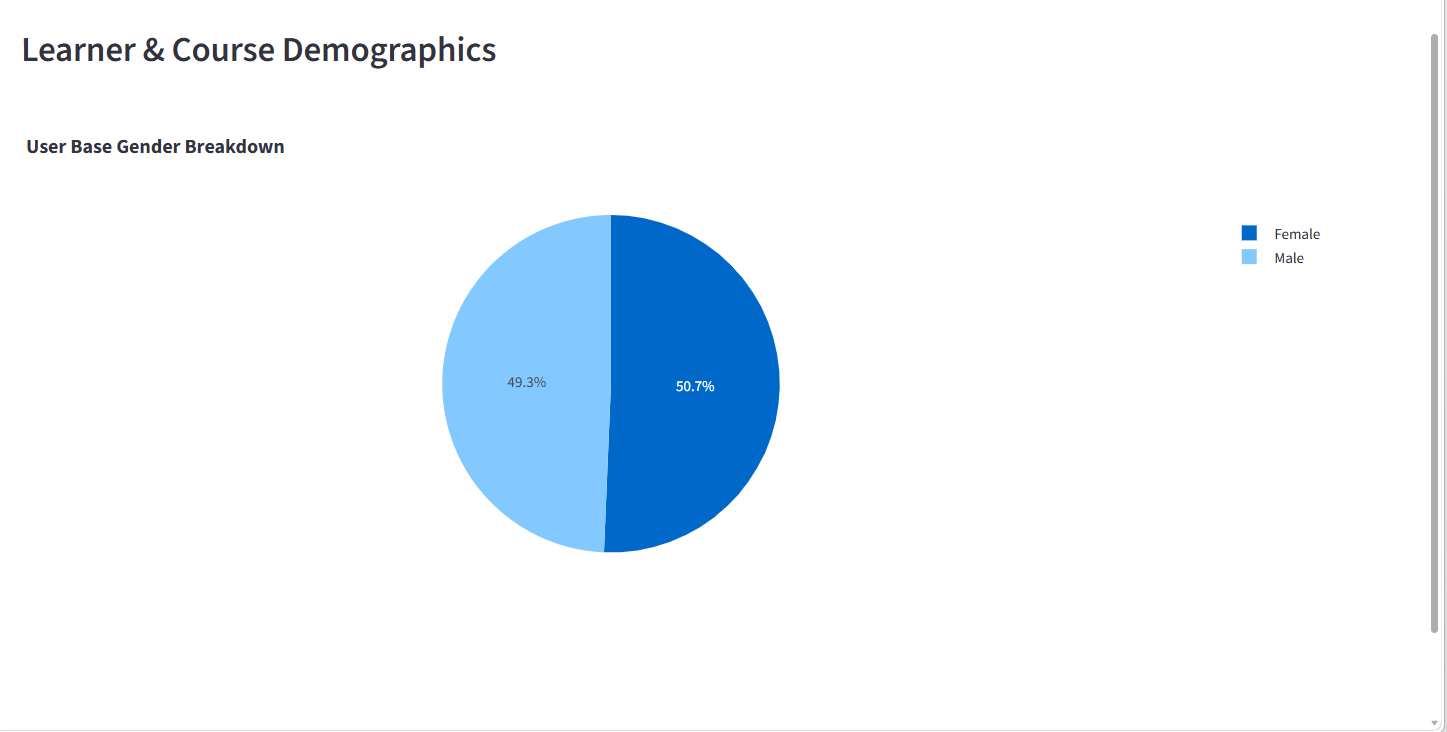 Learner & Course Demographics
User Base Gender Breakdown
Female
Male
49.3%
50.7%